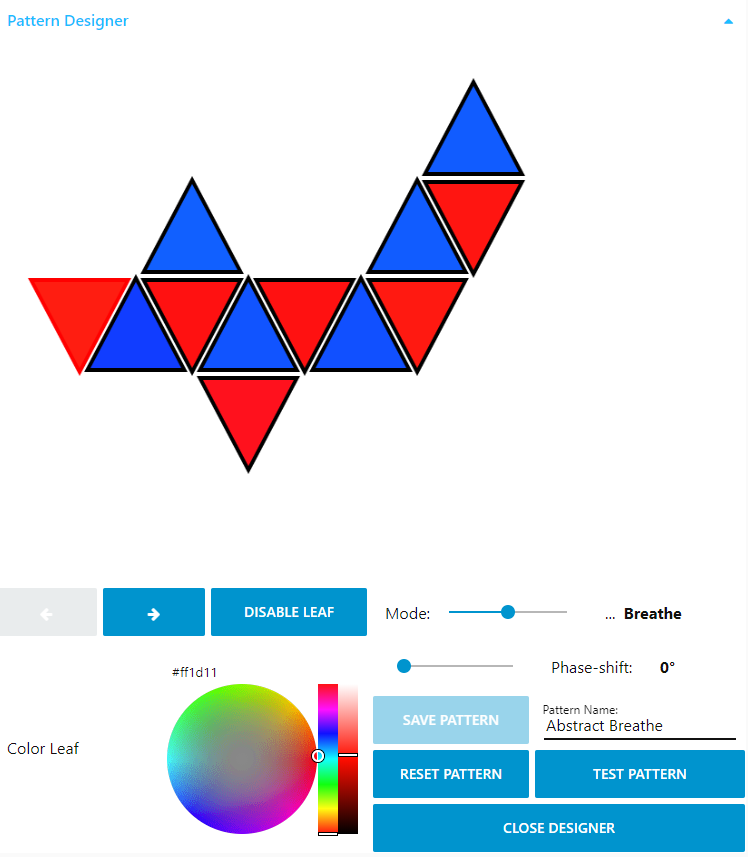 Pattern Designer
DISABLE LEAF
Mode:
... Breathe
Phase-shift: 0°
#ff1d11
Color Leaf
SAVE PATTERN
Pattern Name:
Abstract Breathe
RESET PATTERN
TEST PATTERN
CLOSE DESIGNER